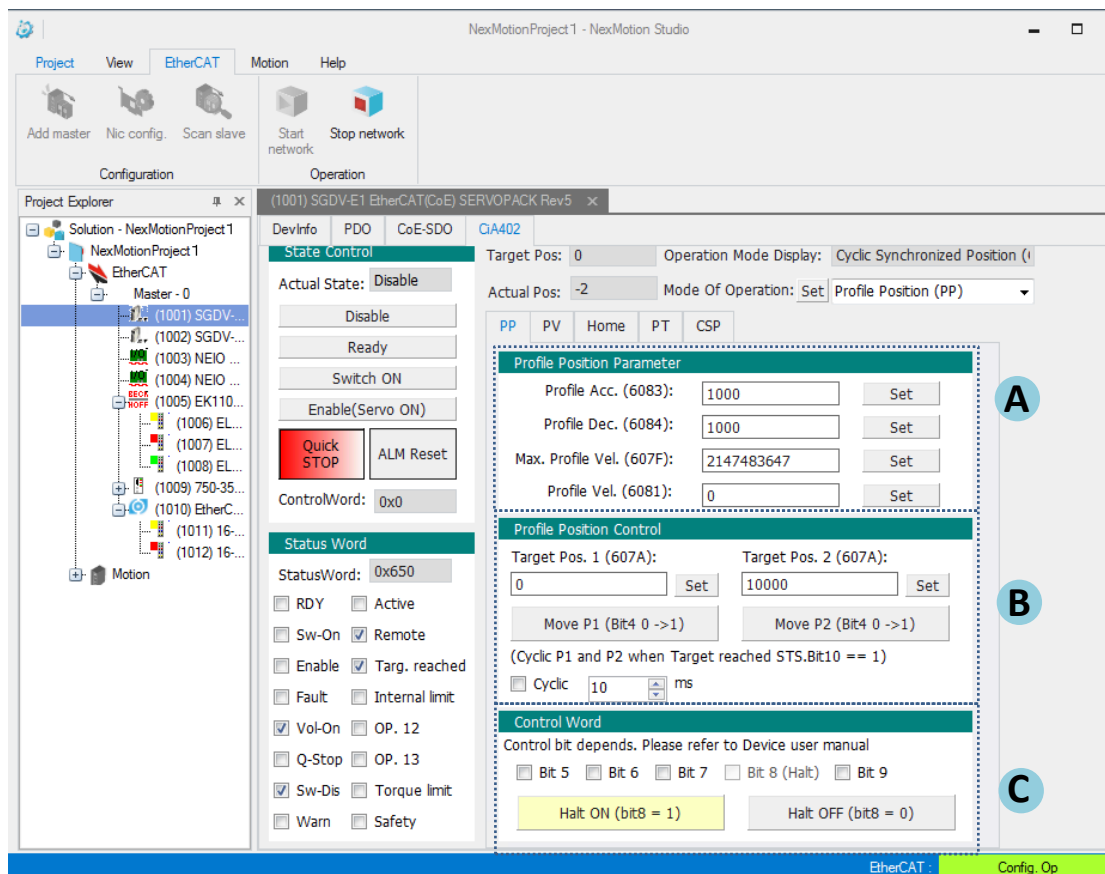 NexMotionProject1 - NexMotion Studio
Project View EtherCAT Motion Help
Add master Nic config. Scan slave Start network Stop network
Configuration Operation
Project Explorer
Solution - NexMotionProject1
NexMotionProject1
EtherCAT
Master - 0
(1001) SGDV-...
(1002) SGDV-...
(1003) NEIO ...
(1004) NEIO ...
BECK HOFF (1005) EK110...
(1006) EL...
(1007) EL...
(1008) EL...
(1009) 750-35...
(1010) EtherC...
(1011) 16-...
(1012) 16-...
Motion
(1001) SGDV-E1 EtherCAT(CoE) SERVOPACK Rev5
DevInfo PDO CoE-SDO CiA402
State Control
Actual State: Disable
Disable
Ready
Switch ON
Enable(Servo ON)
Quick STOP ALM Reset
ControlWord: 0x0
Status Word
StatusWord: 0x650
RDY Active
Sw-On Remote
Enable Targ. reached
Fault Internal limit
Vol-On OP. 12
Q-Stop OP. 13
Sw-Dis Torque limit
Warn Safety
Target Pos: 0 Operation Mode Display: Cyclic Synchronized Position (
Actual Pos: -2 Mode Of Operation: Set Profile Position (PP)
PP PV Home PT CSP
Profile Position Parameter
Profile Acc. (6083): 1000 Set
Profile Dec. (6084): 1000 Set
Max. Profile Vel. (607F): 2147483647 Set
Profile Vel. (6081): 0 Set
A
Profile Position Control
Target Pos. 1 (607A): Target Pos. 2 (607A):
0 Set 10000 Set
Move P1 (Bit4 0 ->1) Move P2 (Bit4 0 ->1)
(Cyclic P1 and P2 when Target reached STS.Bit10 == 1)
Cyclic 10 ms
B
Control Word
Control bit depends. Please refer to Device user manual
Bit 5 Bit 6 Bit 7 Bit 8 (Halt) Bit 9
Halt ON (bit8 = 1) Halt OFF (bit8 = 0)
C
EtherCAT : Config. Op